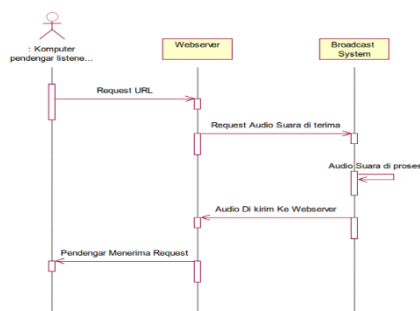 : Komputer
pendengar listene...
Webserver
Broadcast
System
Request URL
Request Audio Suara di terima
Audio Suara di proses
Audio Di kirim Ke Webserver
Pendengar Menerima Request